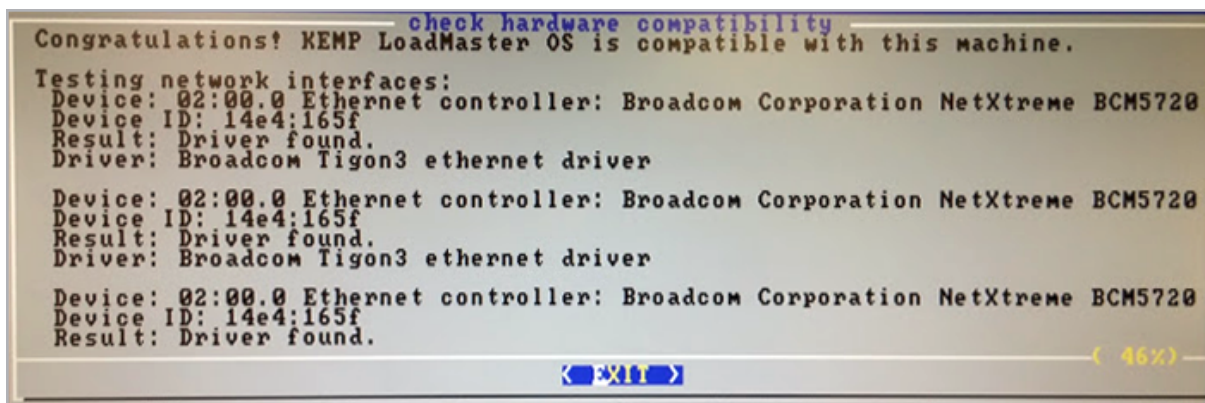 check hardware compatibility
Congratulations! KEMP LoadMaster OS is compatible with this machine.
Testing network interfaces:
Device: 02:00.0 Ethernet controller: Broadcom Corporation NetXtreme BCM5720
Device ID: 14e4:165f
Result: Driver found.
Driver: Broadcom Tigon3 ethernet driver
Device: 02:00.0 Ethernet controller: Broadcom Corporation NetXtreme BCM5720
Device ID: 14e4:165f
Result: Driver found.
Driver: Broadcom Tigon3 ethernet driver
Device: 02:00.0 Ethernet controller: Broadcom Corporation NetXtreme BCM5720
Device ID: 14e4:165f
Result: Driver found.
( 46%)
< EXIT >